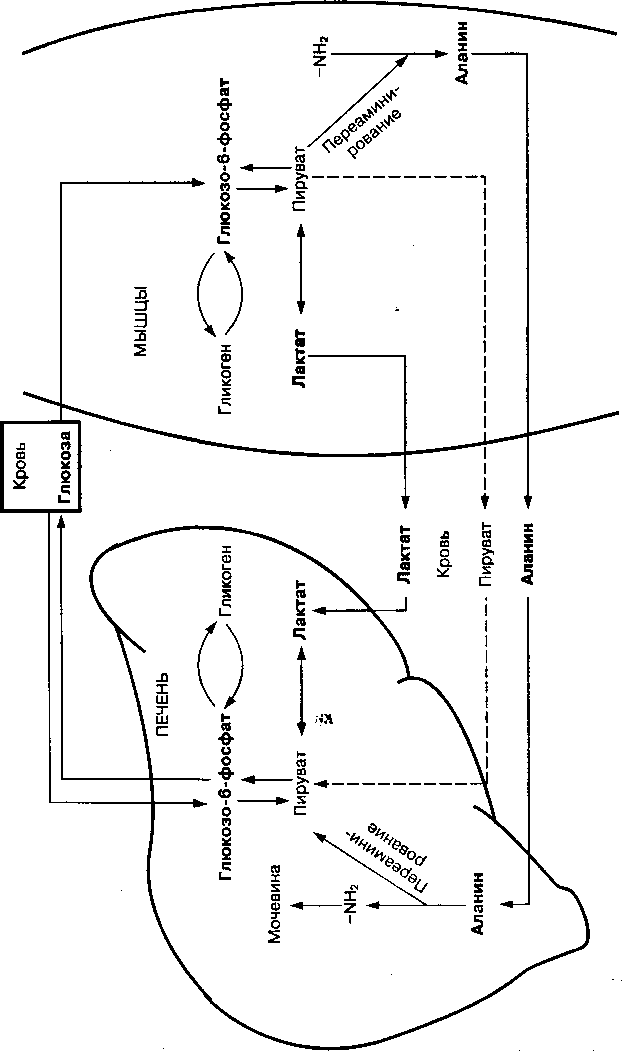 Кровь
Глюкоза
ПЕЧЕНЬ
Гликоген
Глюкозо-6-фосфат
Пируват
Лактат
Переамини-
рование
Мочевина
–NH₂
Аланин
Лактат
Кровь
Пируват
Аланин
МЫШЦЫ
Гликоген
Глюкозо-6-фосфат
Лактат
Пируват
Переамини-
рование
–NH₂
Аланин